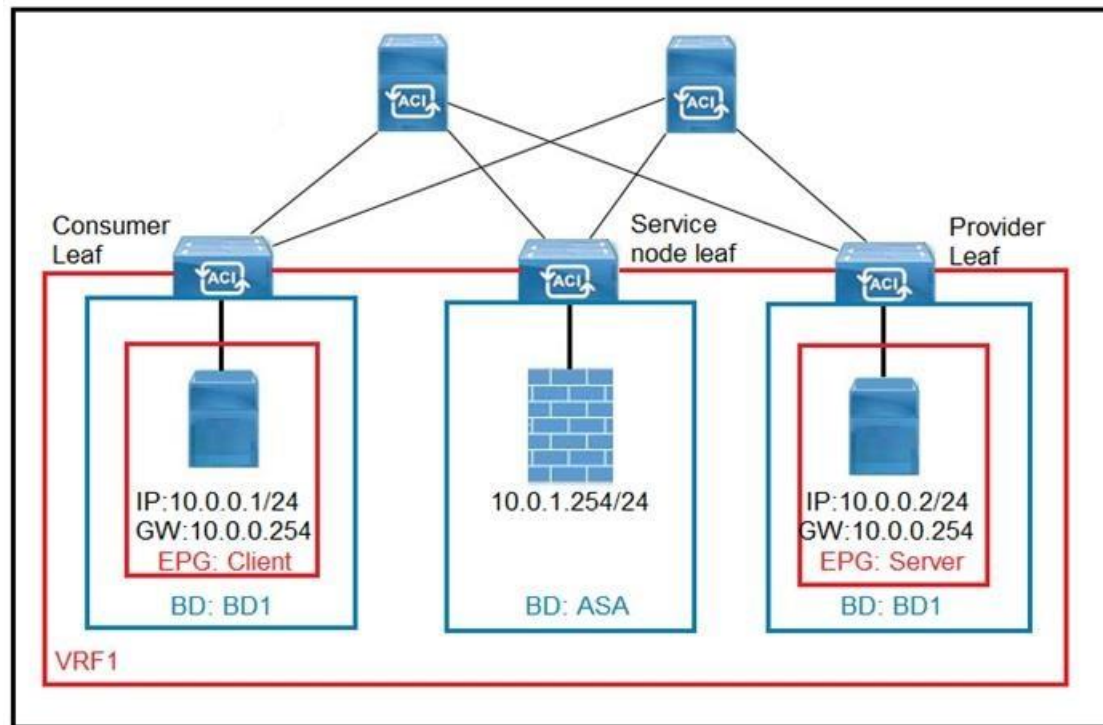 ACI
ACI
Consumer
Leaf
Service
node leaf
Provider
Leaf
ACI
ACI
ACI
IP:10.0.0.1/24
GW:10.0.0.254
EPG: Client
BD: BD1
10.0.1.254/24
BD: ASA
IP:10.0.0.2/24
GW:10.0.0.254
EPG: Server
BD: BD1
VRF1